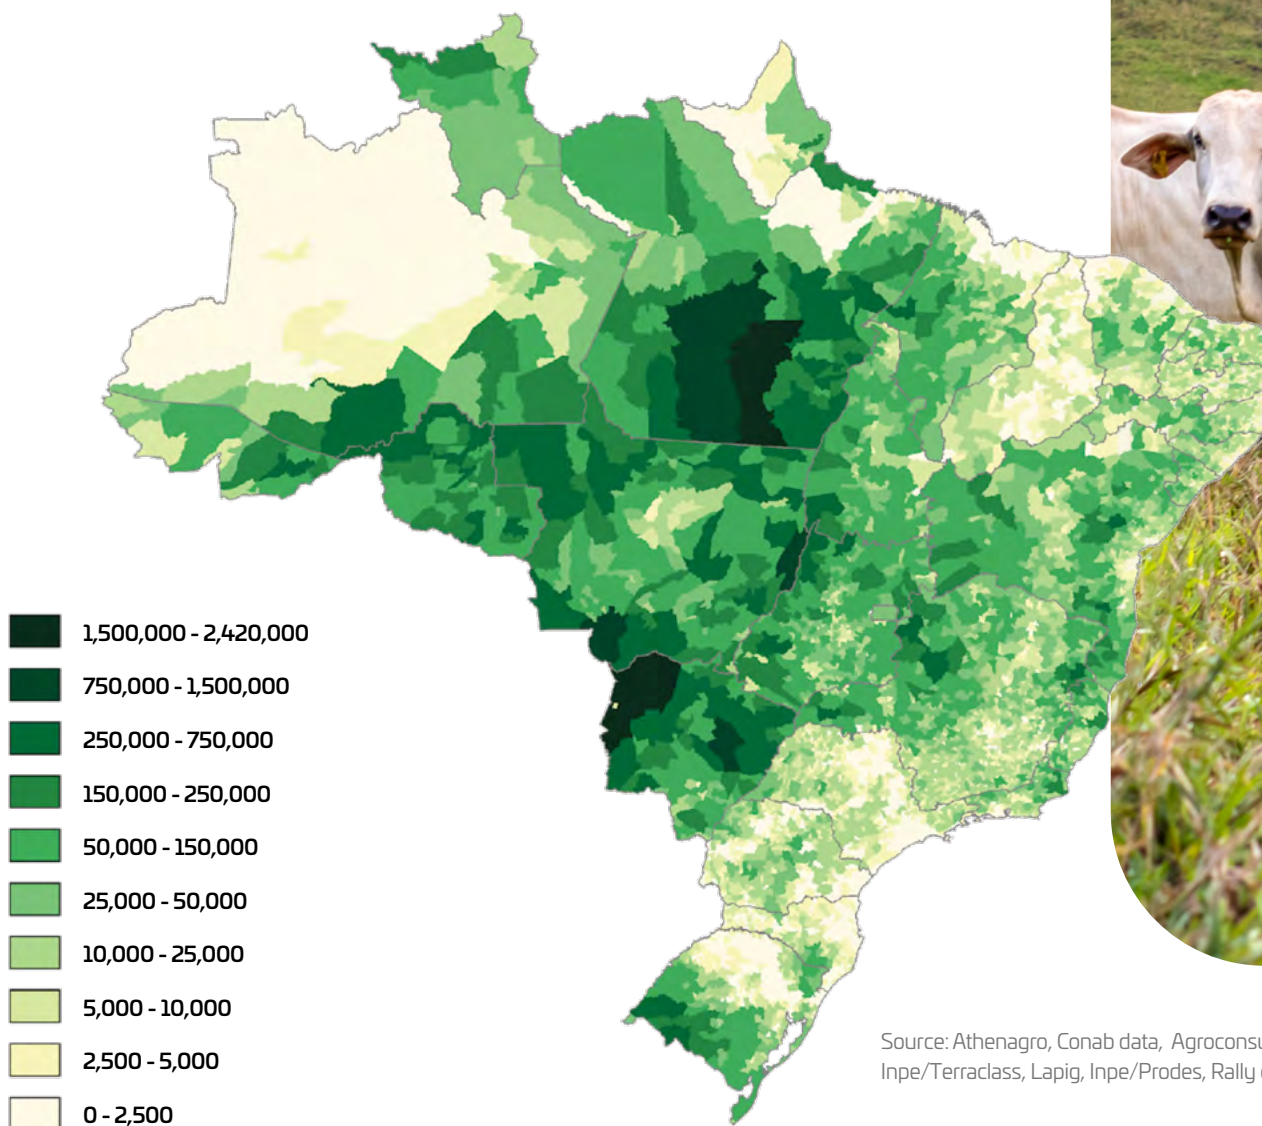 1,500,000 - 2,420,000
750,000 - 1,500,000
250,000 - 750,000
150,000 - 250,000
50,000 - 150,000
25,000 - 50,000
10,000 - 25,000
5,000 - 10,000
2,500 - 5,000
0 - 2,500
Source: Athenagro, Conab data,
Inpe/Terraclass, Lapig, Inpe/Prodes, Rally